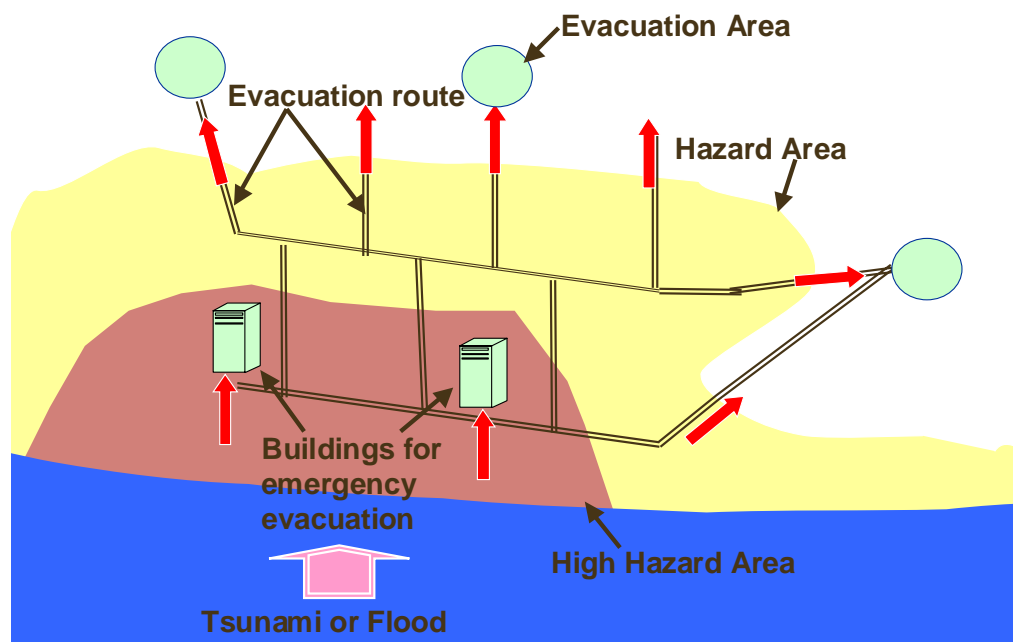 Evacuation Area
Evacuation route
Hazard Area
Buildings for
emergency
evacuation
High Hazard Area
Tsunami or Flood